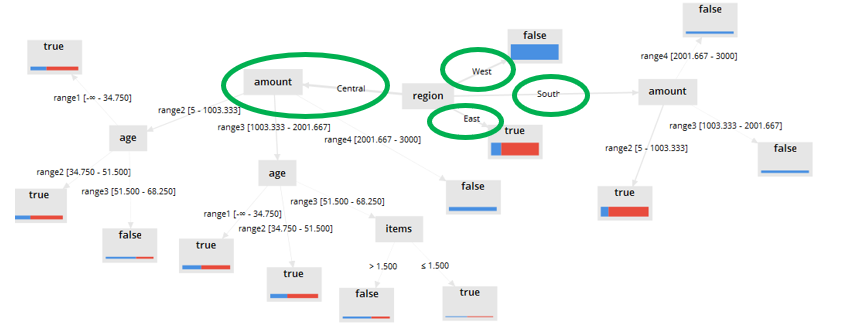 false
false
true
West
range4 [2001.667 - 3000]
amount
Central
region
South
amount
range1 [-∞ - 34.750]
range2 [5 - 1003.333]
East
range3 [1003.333 - 2001.667]
range3 [1003.333 - 2001.667]
true
age
range4 [2001.667 - 3000]
range2 [5 - 1003.333]
false
range2 [34.750 - 51.500]
age
range3 [51.500 - 68.250]
false
true
true
range3 [51.500 - 68.250]
range1 [-∞ - 34.750]
range2 [34.750 - 51.500]
items
false
true
> 1.500
≤ 1.500
true
false
true